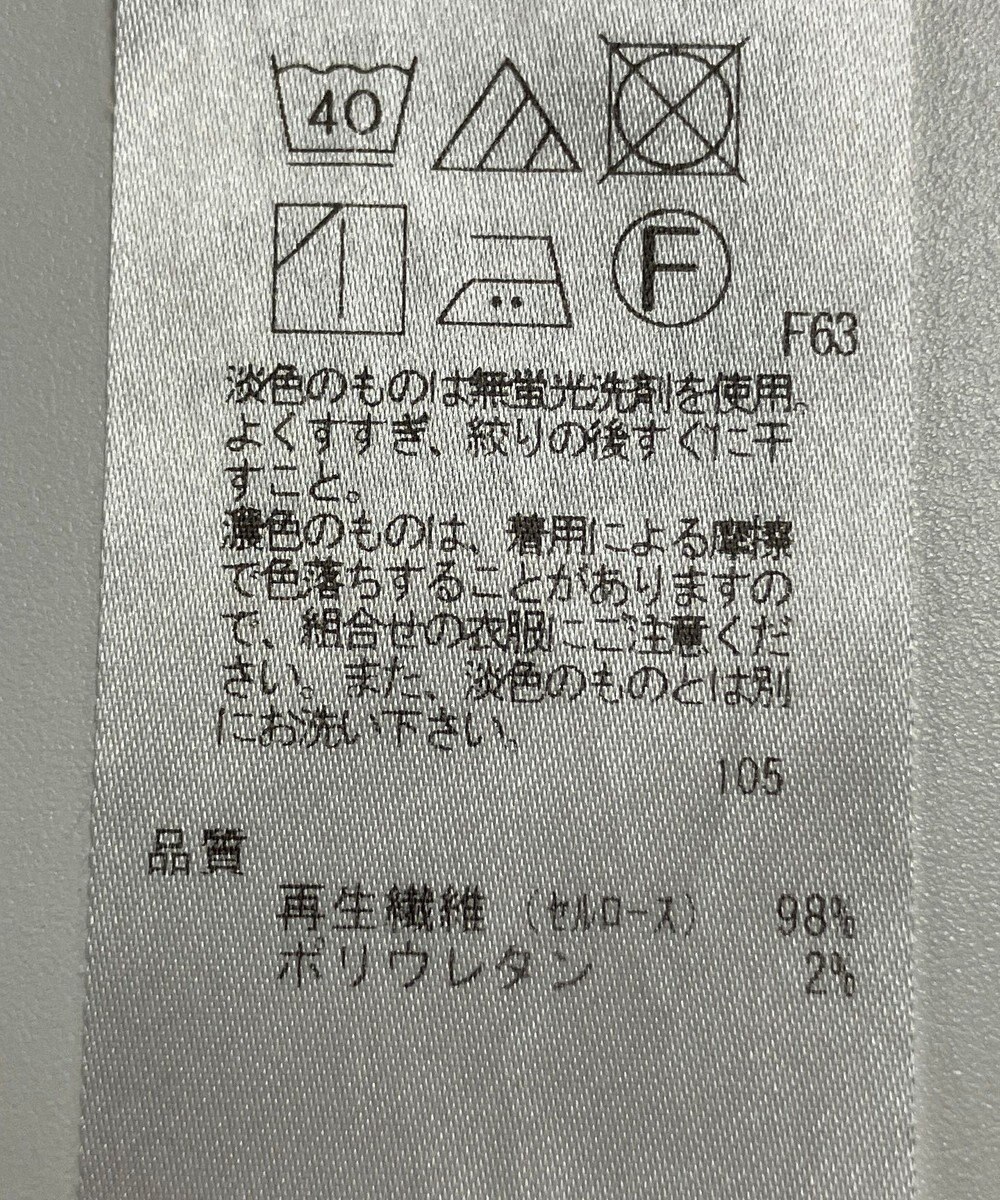 40
F
F63
淡色のものは無蛍光洗剤を使用。
よくすすぎ、絞りの後すぐに干
すこと。
濃色のものは、着用による摩擦
で色落ちすることがありますの
で、組合せの衣服にご注意くだ
さい。また、淡色のものとは別
にお洗い下さい。
105
品質
再生繊維（セルロース） 98%
ポリウレタン 2%